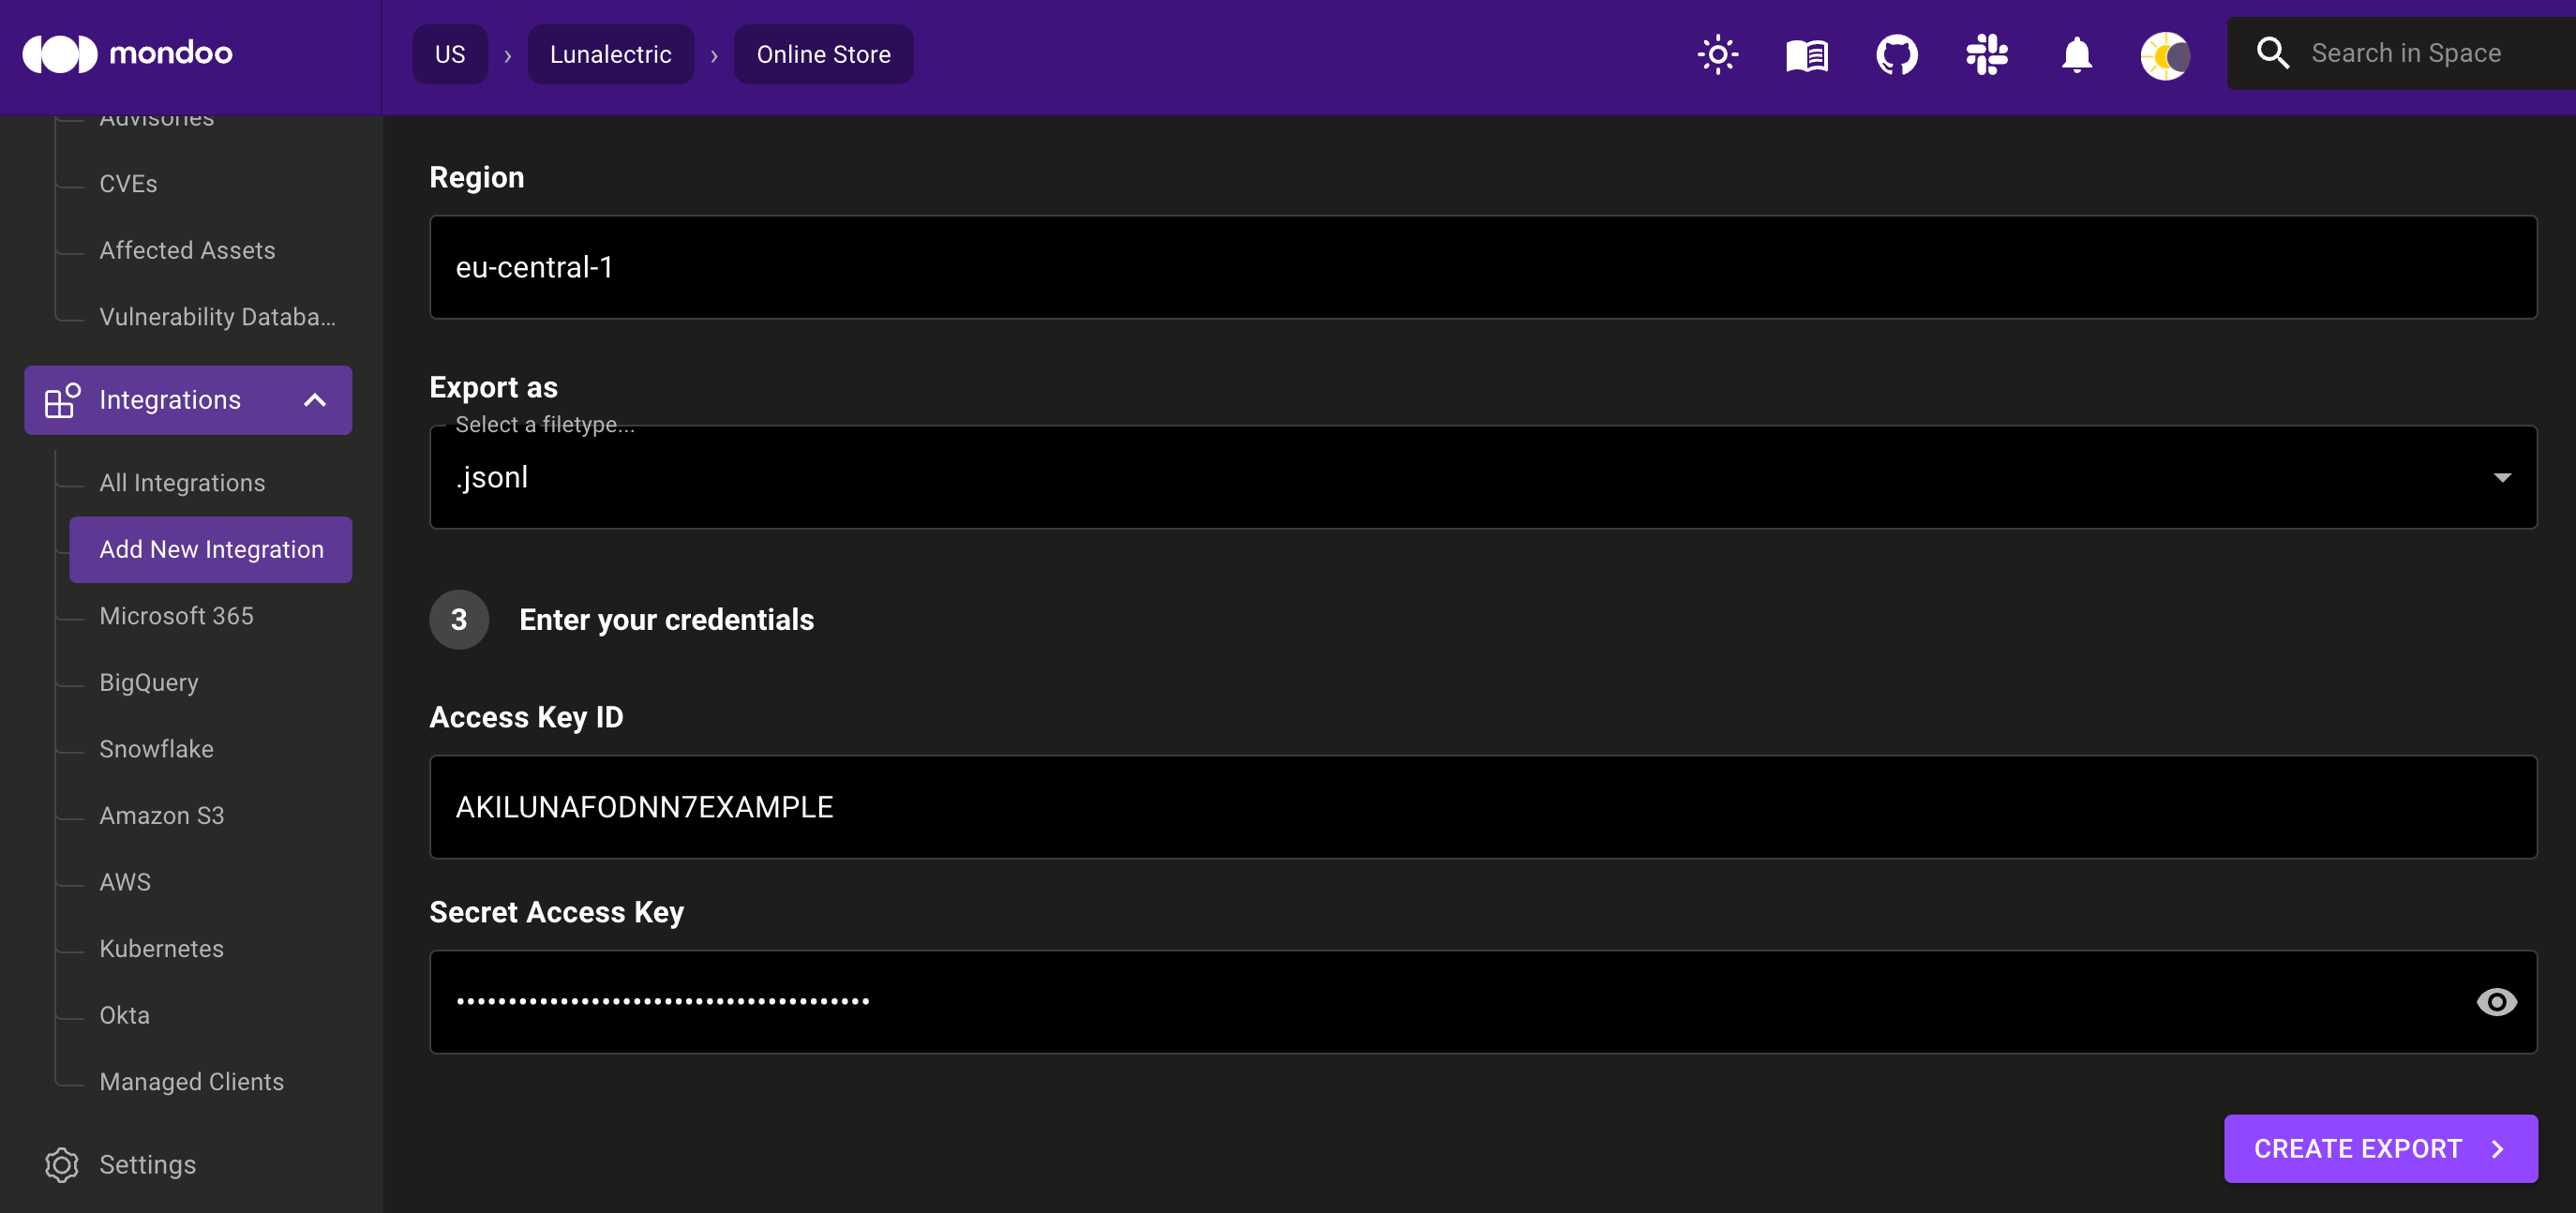 mondoo
US › Lunalectric › Online Store
Search in Space
Advisories
CVEs
Affected Assets
Vulnerability Databa...
Integrations
All Integrations
Add New Integration
Microsoft 365
BigQuery
Snowflake
Amazon S3
AWS
Kubernetes
Okta
Managed Clients
Settings
Region
eu-central-1
Export as
Select a filetype...
.jsonl
3 Enter your credentials
Access Key ID
AKILUNAFODNN7EXAMPLE
Secret Access Key
••••••••••••••••••••••••••••••••••••••••
CREATE EXPORT